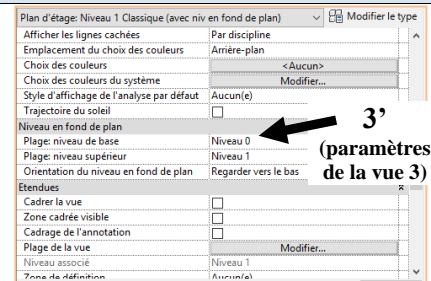 Plan d'étage: Niveau 1 Classique (avec niv en fond de plan) Modifier le type
Afficher les lignes cachées Par discipline
Emplacement du choix des couleurs Arrière-plan
Choix des couleurs <Aucun>
Choix des couleurs du système Modifier...
Style d'affichage de l'analyse par défaut Aucun(e)
Trajectoire du soleil
Niveau en fond de plan
Plage: niveau de base Niveau 0
Plage: niveau supérieur Niveau 1
Orientation du niveau en fond de plan Regarder vers le bas
Etendues
Cadrer la vue
Zone cadrée visible
Cadrage de l'annotation
Plage de la vue Modifier...
Niveau associé Niveau 1
Zone de définition Aucun(e)
3’
(paramètres
de la vue 3)